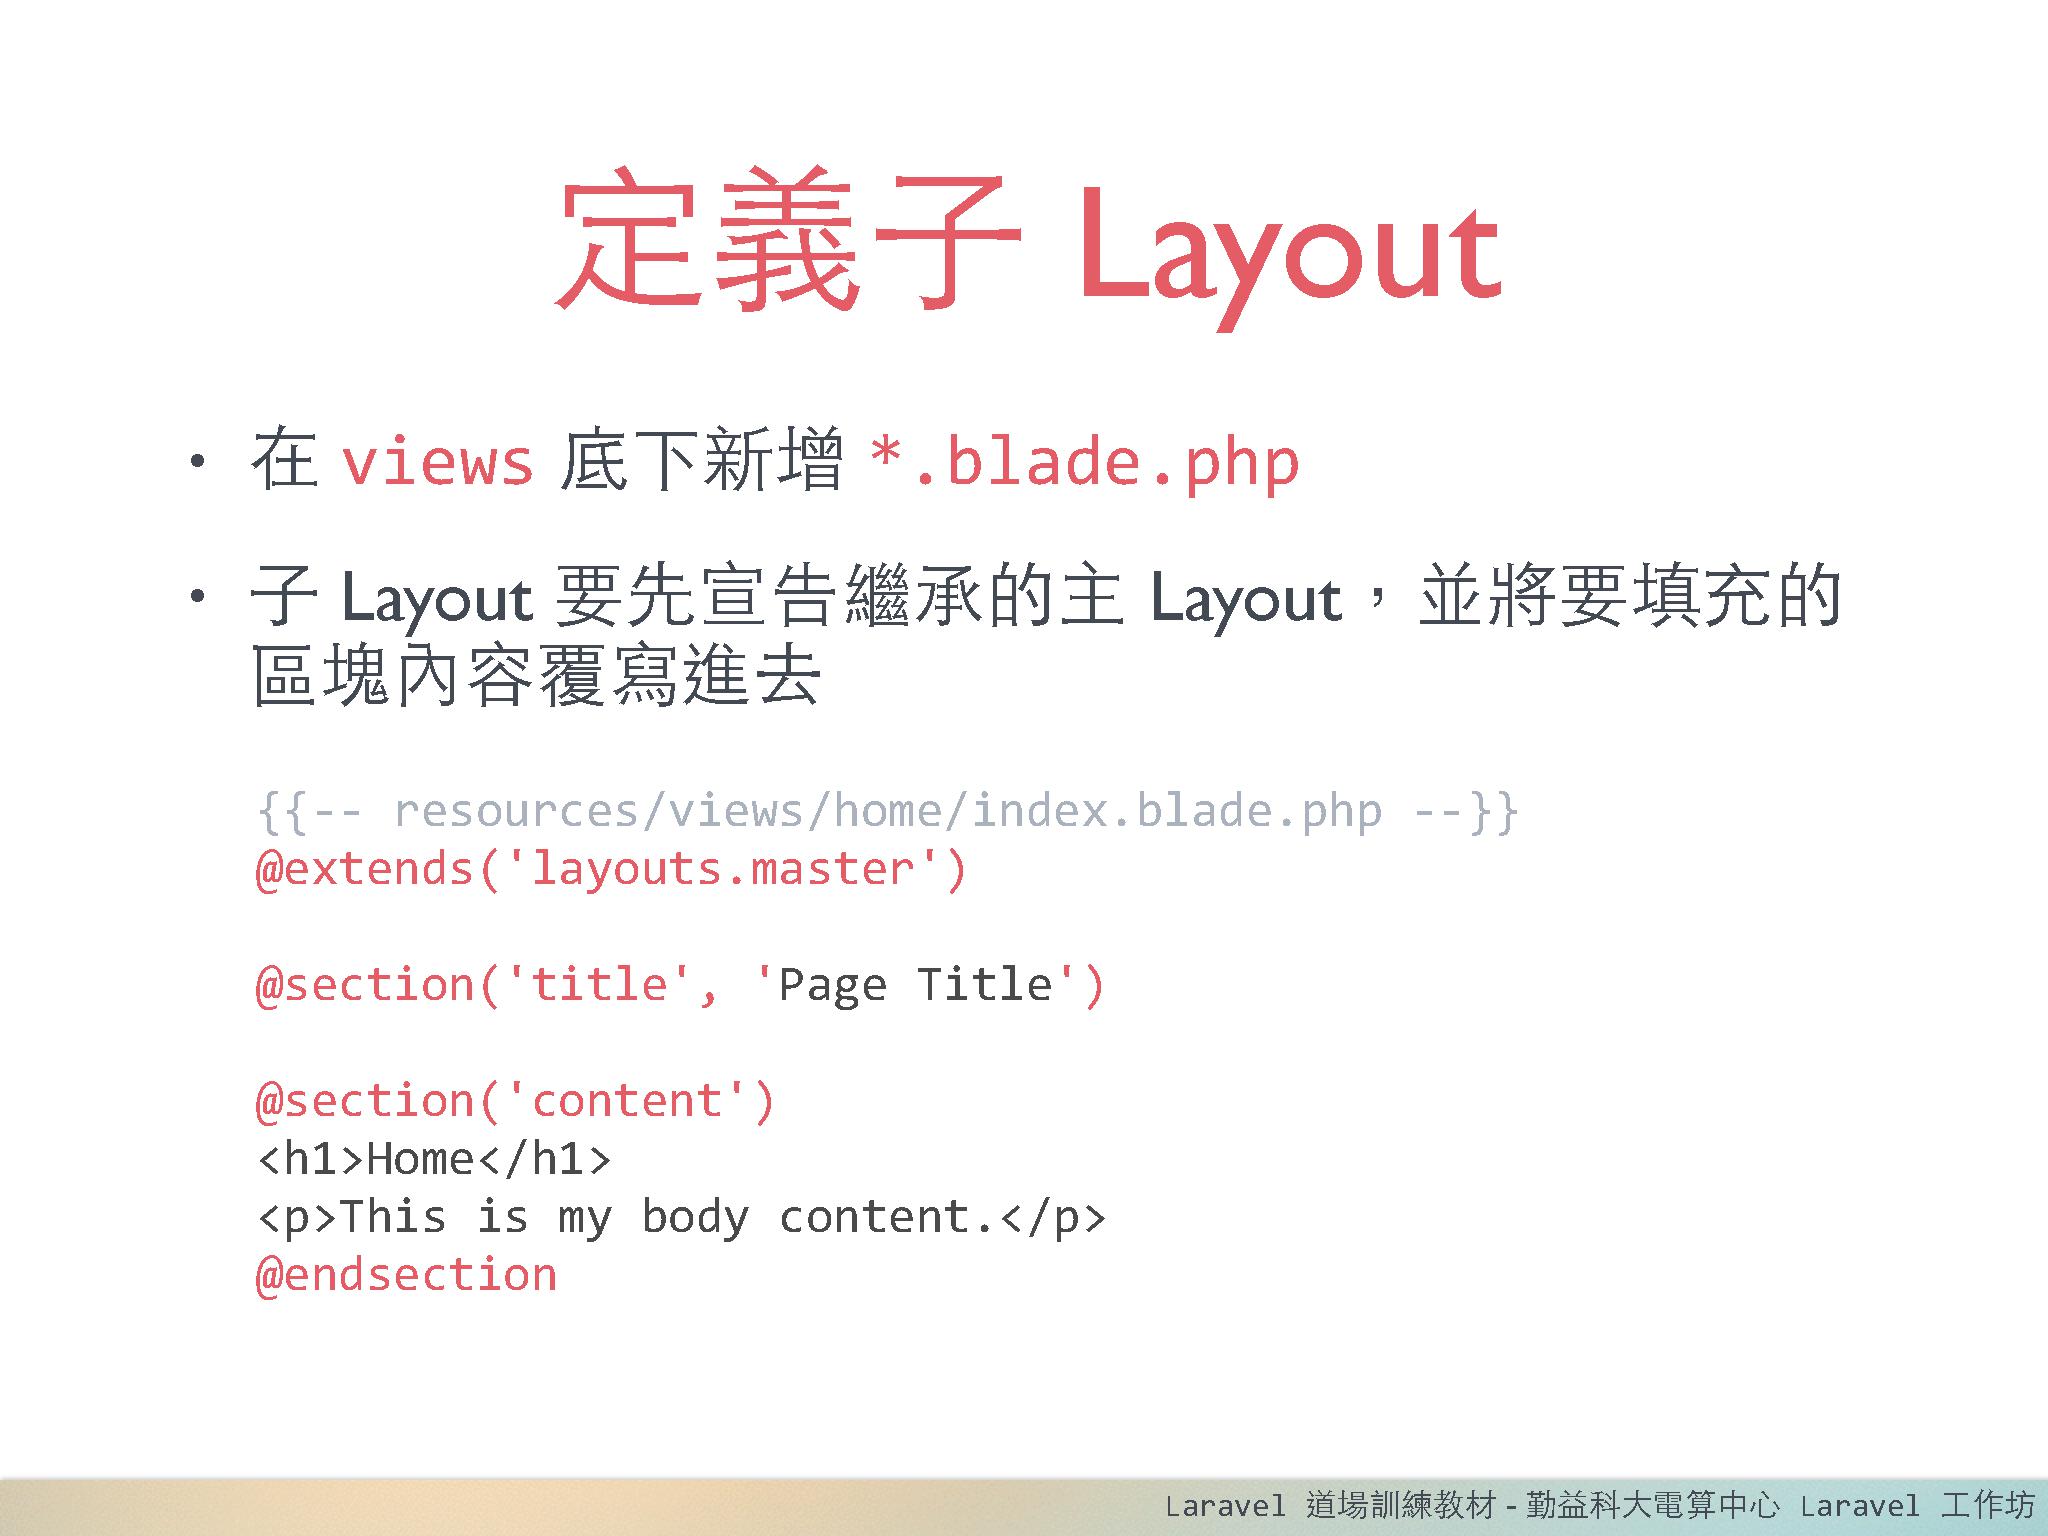 定義子 Layout
• 在 views 底下新增 *.blade.php
• 子 Layout 要先宣告繼承的主 Layout，並將要填充的
區塊內容覆寫進去
{{-- resources/views/home/index.blade.php --}}
@extends('layouts.master')
@section('title', 'Page Title')
@section('content')
<h1>Home</h1>
<p>This is my body content.</p>
@endsection
Laravel 道場訓練教材 - 勤益科大電算中心 Laravel 工作坊